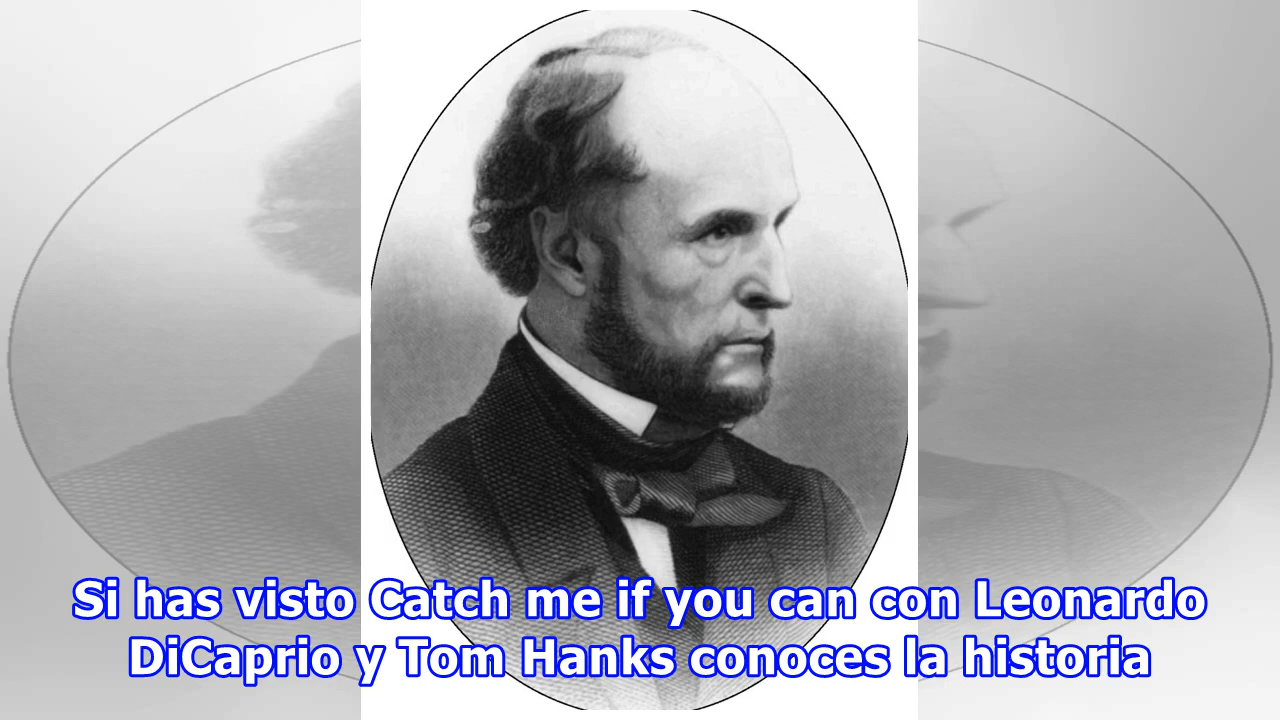 Si has visto Catch me if you can con Leonardo
DiCaprio y Tom Hanks conoces la historia